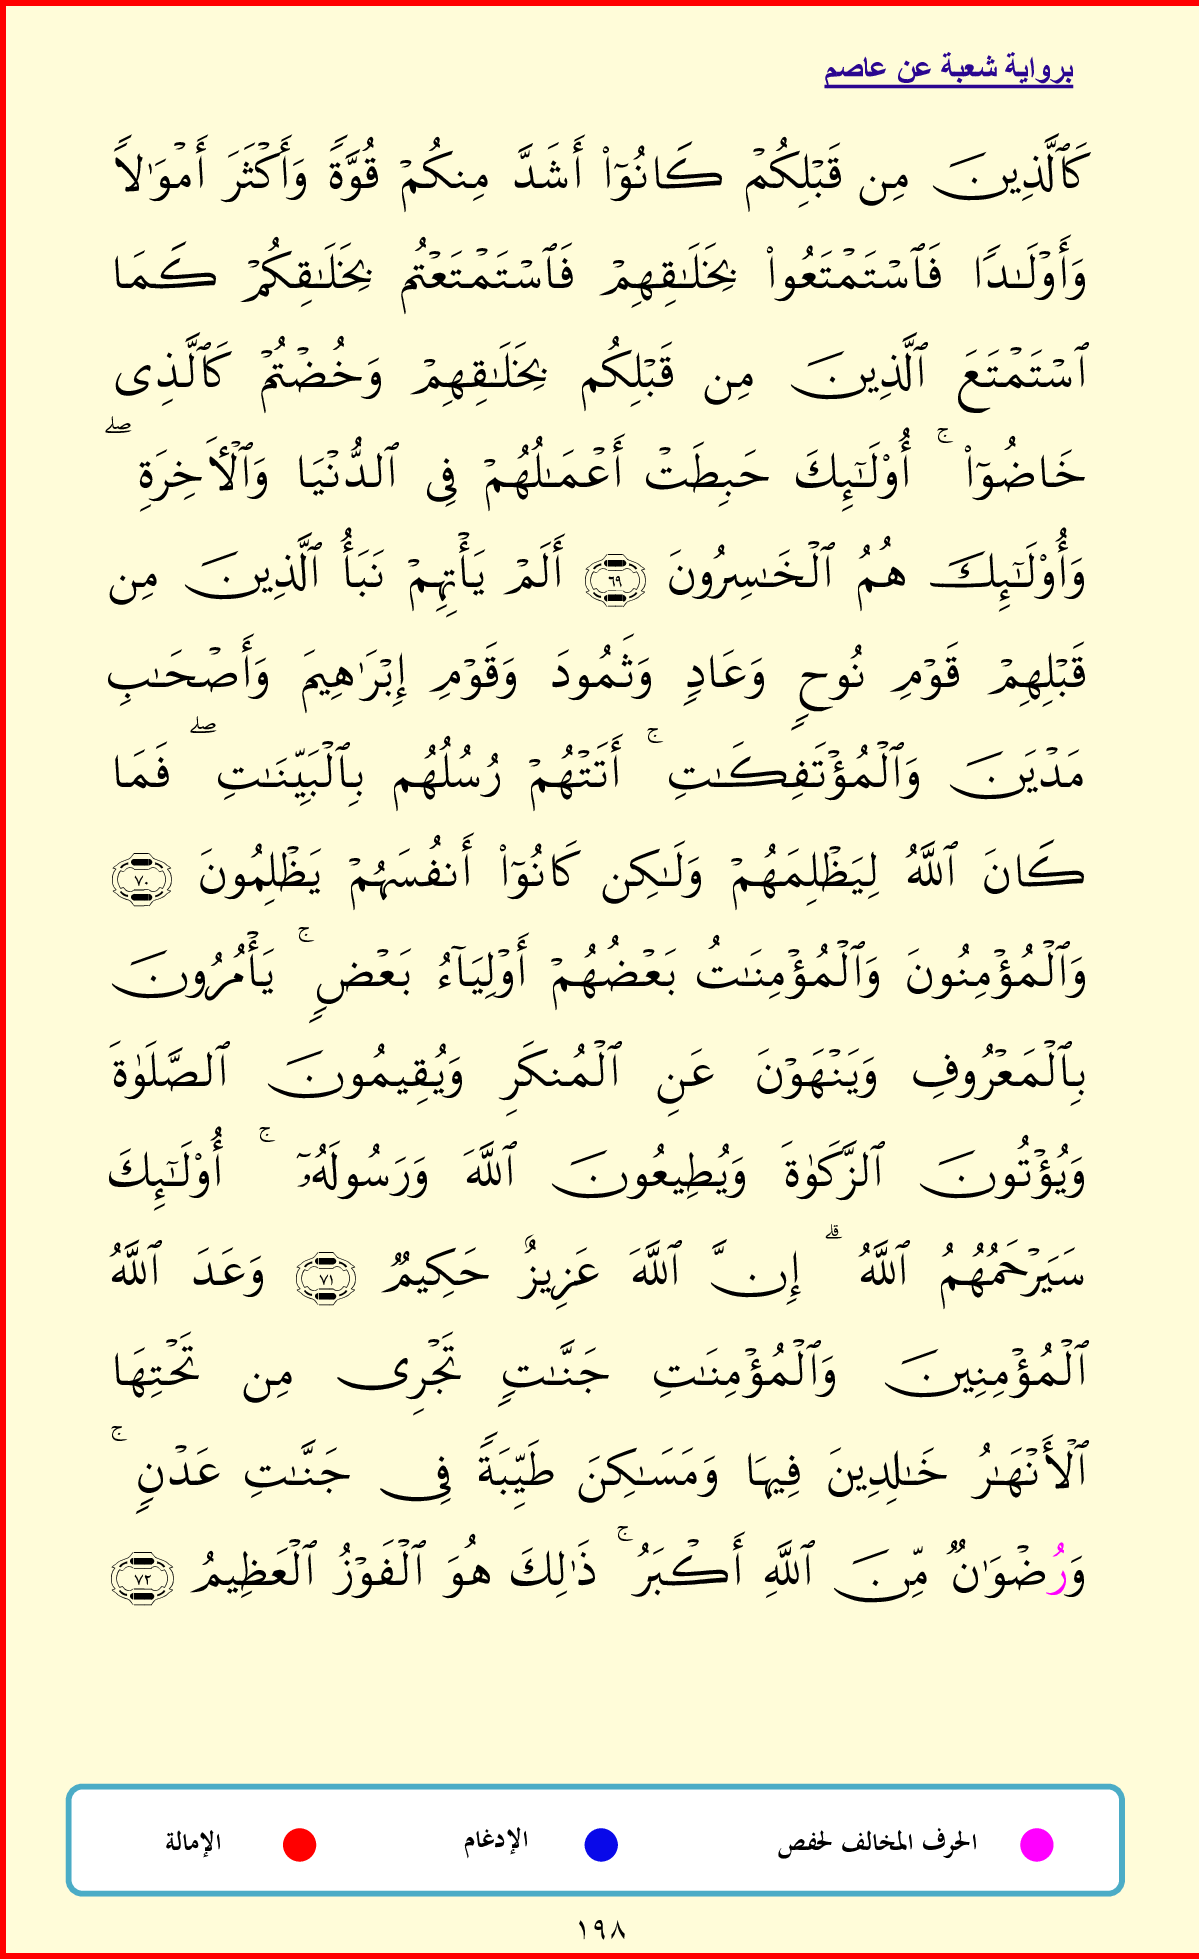 برواية شعبة عن عاصم
كَٱلَّذِينَ مِن قَبۡلِكُمۡ كَانُوٓاْ أَشَدَّ مِنكُمۡ قُوَّةٗ وَأَكۡثَرَ أَمۡوَٰلٗا
وَأَوۡلَٰدٗا فَٱسۡتَمۡتَعُواْ بِخَلَٰقِهِمۡ فَٱسۡتَمۡتَعۡتُم بِخَلَٰقِكُمۡ كَمَا
ٱسۡتَمۡتَعَ ٱلَّذِينَ مِن قَبۡلِكُم بِخَلَٰقِهِمۡ وَخُضۡتُمۡ كَٱلَّذِي
خَاضُوٓاْۚ أُوْلَٰٓئِكَ حَبِطَتۡ أَعۡمَٰلُهُمۡ فِي ٱلدُّنۡيَا وَٱلۡأٓخِرَةِۖ
وَأُوْلَٰٓئِكَ هُمُ ٱلۡخَٰسِرُونَ ٦٩ أَلَمۡ يَأۡتِهِمۡ نَبَأُ ٱلَّذِينَ مِن
قَبۡلِهِمۡ قَوۡمِ نُوحٖ وَعَادٖ وَثَمُودَ وَقَوۡمِ إِبۡرَٰهِيمَ وَأَصۡحَٰبِ
مَدۡيَنَ وَٱلۡمُؤۡتَفِكَٰتِۚ أَتَتۡهُمۡ رُسُلُهُم بِٱلۡبَيِّنَٰتِۖ فَمَا
كَانَ ٱللَّهُ لِيَظۡلِمَهُمۡ وَلَٰكِن كَانُوٓاْ أَنفُسَهُمۡ يَظۡلِمُونَ ٧٠
وَٱلۡمُؤۡمِنُونَ وَٱلۡمُؤۡمِنَٰتُ بَعۡضُهُمۡ أَوۡلِيَآءُ بَعۡضٖۚ يَأۡمُرُونَ
بِٱلۡمَعۡرُوفِ وَيَنۡهَوۡنَ عَنِ ٱلۡمُنكَرِ وَيُقِيمُونَ ٱلصَّلَوٰةَ
وَيُؤۡتُونَ ٱلزَّكَوٰةَ وَيُطِيعُونَ ٱللَّهَ وَرَسُولَهُۥٓۚ أُوْلَٰٓئِكَ
سَيَرۡحَمُهُمُ ٱللَّهُۗ إِنَّ ٱللَّهَ عَزِيزٌ حَكِيمٞ ٧١ وَعَدَ ٱللَّهُ
ٱلۡمُؤۡمِنِينَ وَٱلۡمُؤۡمِنَٰتِ جَنَّٰتٖ تَجۡرِي مِن تَحۡتِهَا
ٱلۡأَنۡهَٰرُ خَٰلِدِينَ فِيهَا وَمَسَٰكِنَ طَيِّبَةٗ فِي جَنَّٰتِ عَدۡنٖۚ
وَرُضۡوَٰنٞ مِّنَ ٱللَّهِ أَكۡبَرُۚ ذَٰلِكَ هُوَ ٱلۡفَوۡزُ ٱلۡعَظِيمُ ٧٢
الحرف المخالف لحفص الإدغام الإمالة
١٩٨